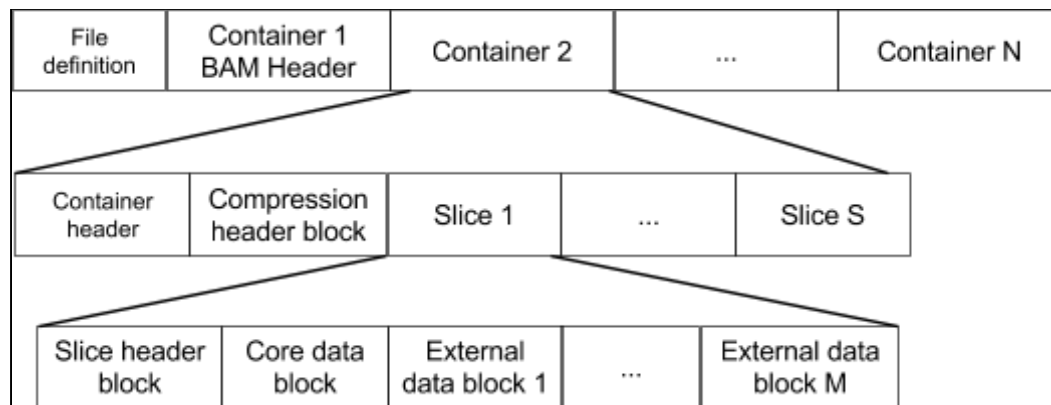 File
definition
Container 1
BAM Header
Container 2
...
Container N
Container
header
Compression
header block
Slice 1
...
Slice S
Slice header
block
Core data
block
External
data block 1
...
External data
block M